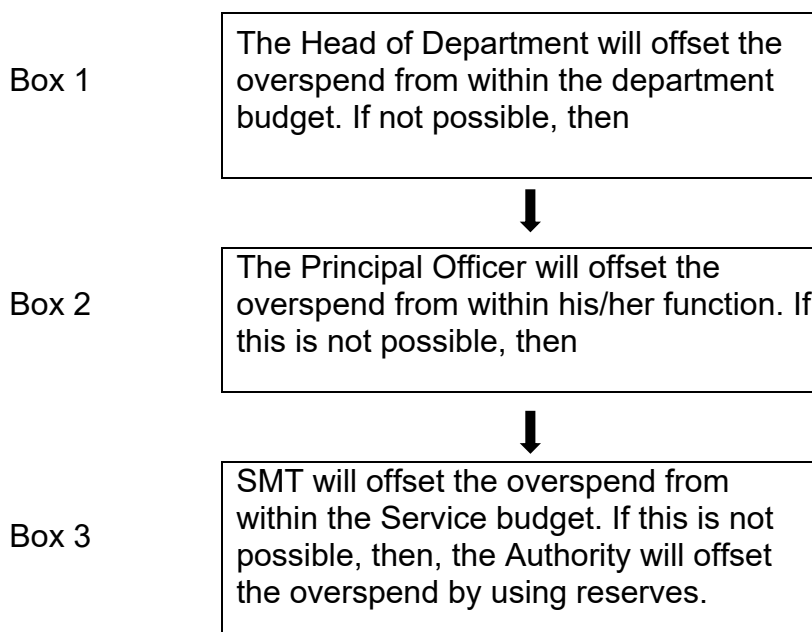 Box 1
The Head of Department will offset the
overspend from within the department
budget. If not possible, then
Box 2
The Principal Officer will offset the
overspend from within his/her function. If
this is not possible, then
Box 3
SMT will offset the overspend from
within the Service budget. If this is not
possible, then, the Authority will offset
the overspend by using reserves.